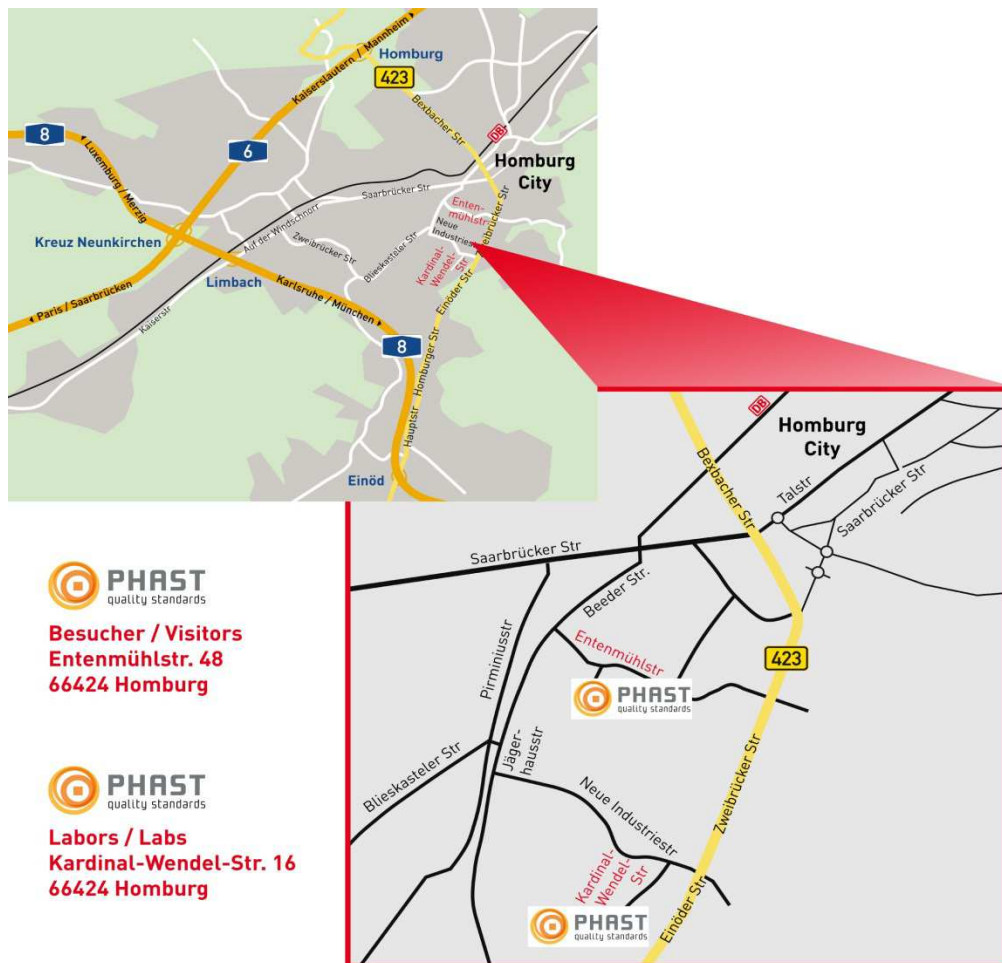 Kaiserslautern / Mannheim
Homburg
423
Bexbacher Str
8
6
DB
Luxemburg / Merzig
Homburg
City
Saarbrücker Str
Enten-
mühlstr
Neue
Industries
Zweibrücker Str
Auf der Windschnorr
Zweibrücker Str
Kreuz Neunkirchen
Blieskasteler Str
Kardinal-
Wendel-
Str
Limbach
Karlsruhe / München
Einöder Str
Paris / Saarbrücken
Kaiserstr
8
Homburger Str
Hauptstr
Einöd
DB
Homburg
City
Bexbacher Str
Talstr
Saarbrücker Str
Saarbrücker Str
Beeder Str.
Pirminiusstr
Entenmühlstr
423
PHAST
quality standards
Jäger-
hausstr
Blieskasteler Str
Zweibrücker Str
Neue Industriestr
Kardinal-
Wendel-
Str
PHAST
quality standards
Einöder Str
PHAST
quality standards
Besucher / Visitors
Entenmühlstr. 48
66424 Homburg
PHAST
quality standards
Labors / Labs
Kardinal-Wendel-Str. 16
66424 Homburg